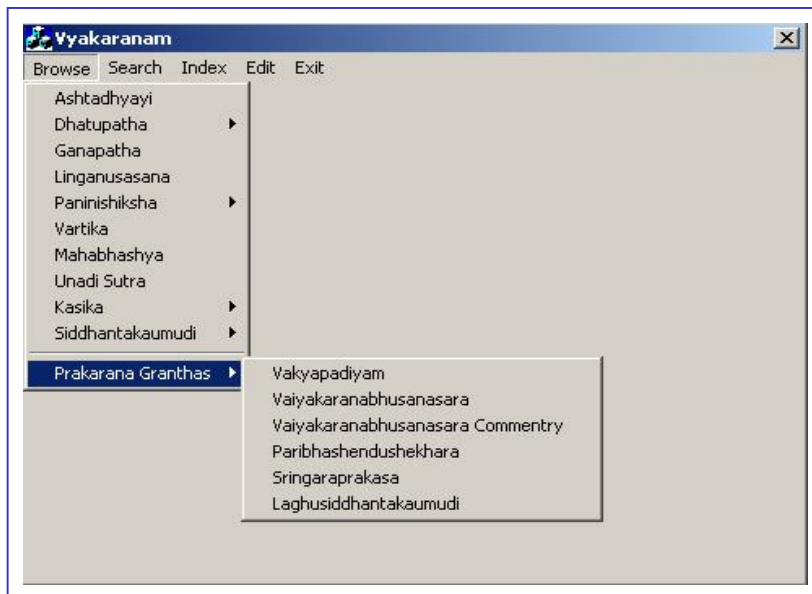 Vyakaranam
Browse Search Index Edit Exit
Ashtadhyayi
Dhatupatha
Ganapatha
Linganusasana
Paninishiksha
Vartika
Mahabhashya
Unadi Sutra
Kasika
Siddhantakaumudi
Prakarana Granthas
Vakyapadiyam
Vaiyakaranabhusanasara
Vaiyakaranabhusanasara Commentry
Paribhashendushekhara
Sringaraprakasa
Laghusiddhantakaumudi